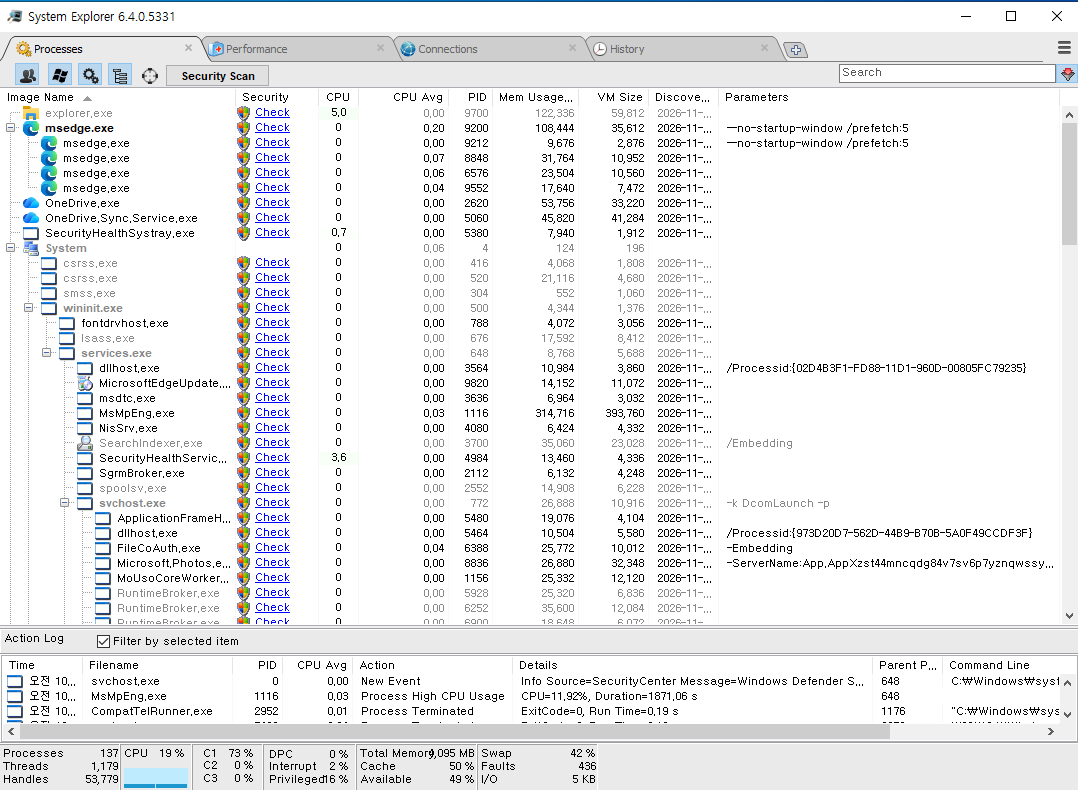 System Explorer 6.4.0.5331
Processes Performance Connections History
Security Scan Search
Image Name Security CPU CPU Avg PID Mem Usage... VM Size Discove... Parameters
explorer,exe Check 5,0 0,00 9700 122,336 59,812 2026-11-...
msedge.exe Check 0 0,20 9200 108,444 35,612 2026-11-... --no-startup-window /prefetch:5
msedge,exe Check 0 0,00 9212 9,676 2,876 2026-11-... --no-startup-window /prefetch:5
msedge,exe Check 0 0,07 8848 31,764 10,952 2026-11-...
msedge,exe Check 0 0,06 6576 23,504 10,560 2026-11-...
msedge,exe Check 0 0,04 9552 17,640 7,472 2026-11-...
OneDrive,exe Check 0 0,00 2620 53,756 33,220 2026-11-...
OneDrive,Sync,Service,exe Check 0 0,00 5060 45,820 41,284 2026-11-...
SecurityHealthSystray,exe Check 0,7 0,00 5380 7,940 1,912 2026-11-...
System 0 0,06 4 124 196
csrss,exe Check 0 0,00 416 4,068 1,808 2026-11-...
csrss,exe Check 0 0,00 520 21,116 4,680 2026-11-...
smss,exe Check 0 0,00 304 552 1,060 2026-11-...
wininit.exe Check 0 0,00 500 4,344 1,376 2026-11-...
fontdrvhost,exe Check 0 0,00 788 4,072 3,056 2026-11-...
lsass,exe Check 0 0,00 676 17,592 8,412 2026-11-...
services.exe Check 0 0,00 648 8,768 5,688 2026-11-...
dllhost,exe Check 0 0,00 3564 10,984 3,860 2026-11-... /Processid:{02D4B3F1-FD88-11D1-960D-00805FC79235}
MicrosoftEdgeUpdate,... Check 0 0,00 9820 14,152 11,072 2026-11-...
msdtc,exe Check 0 0,00 3636 6,964 3,032 2026-11-...
MsMpEng,exe Check 0 0,03 1116 314,716 393,760 2026-11-...
NisSrv,exe Check 0 0,00 4080 6,424 4,332 2026-11-...
SearchIndexer,exe Check 0 0,00 3700 35,060 23,028 2026-11-... /Embedding
SecurityHealthServic,... Check 3,6 0,00 4984 13,460 4,336 2026-11-...
SgrmBroker,exe Check 0 0,00 2112 6,132 4,248 2026-11-...
spoolsv,exe Check 0 0,00 2552 14,908 6,228 2026-11-...
svchost.exe Check 0 0,00 772 26,888 10,916 2026-11-... -k DcomLaunch -p
ApplicationFrameH,... Check 0 0,00 5480 19,076 4,104 2026-11-...
dllhost,exe Check 0 0,00 5464 10,504 5,580 2026-11-... /Processid:{973D20D7-562D-44B9-B70B-5A0F49CCDF3F}
FileCoAuth,exe Check 0 0,04 6388 25,772 10,012 2026-11-... -Embedding
Microsoft,Photos,e... Check 0 0,00 8836 26,880 32,348 2026-11-... -ServerName:App,AppXzst44mncqdg84v7sv6p7yznqwssy,...
MoUsoCoreWorker,... Check 0 0,00 1156 25,332 12,120 2026-11-...
RuntimeBroker,exe Check 0 0,00 5928 25,320 6,836 2026-11-...
RuntimeBroker,exe Check 0 0,00 6252 35,600 12,084 2026-11-...
RuntimeBroker,exe Check 0 0,00 6900 18,648 6,072 2026-11-...
Action Log Filter by selected item
Time Filename PID CPU Avg Action Details Parent P... Command Line
오전 10,... svchost,exe 0 0,00 New Event Info Source=SecurityCenter Message=Windows Defender S,... 648 C:₩Windows₩syst
오전 10,... MsMpEng,exe 1116 0,03 Process High CPU Usage CPU=11,92%, Duration=1871,06 s 648
오전 10,... CompatTelRunner,exe 2952 0,01 Process Terminated ExitCode=0, Run Time=0,19 s 1176 "C:₩Windows₩sys
Processes 137 CPU 19 % C1 73 % DPC 0 % Total Memory 4,095 MB Swap 42 %
Threads 1,179 C2 0 % Interrupt 2 % Cache 50 % Faults 436
Handles 53,779 C3 0 % Privileged 16 % Available 49 % I/O 5 KB